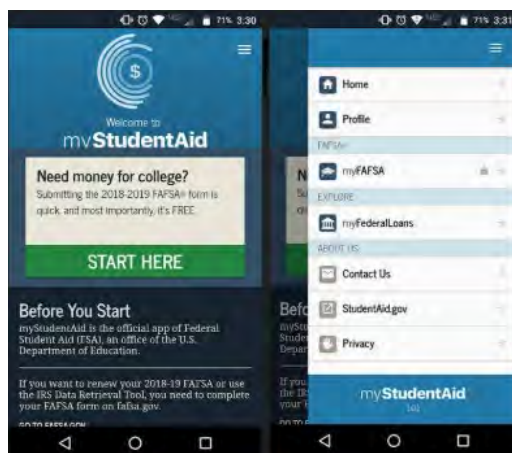 71% 3:30
$
Welcome to
myStudentAid
Need money for college?
Submitting the 2018-2019 FAFSA® form is
quick, and most importantly, it's FREE.
START HERE
Before You Start
myStudentAid is the official app of Federal
Student Aid (FSA), an office of the U.S.
Department of Education.
If you want to renew your 2018-19 FAFSA or use
the IRS Data Retrieval Tool, you need to complete
your FAFSA form on fafsa.gov.
GO TO FAFSA.GOV
71% 3:31
Home
Profile
FAFSA®
myFAFSA
EXPLORE
myFederalLoans
ABOUT US
Contact Us
StudentAid.gov
Privacy
myStudentAid